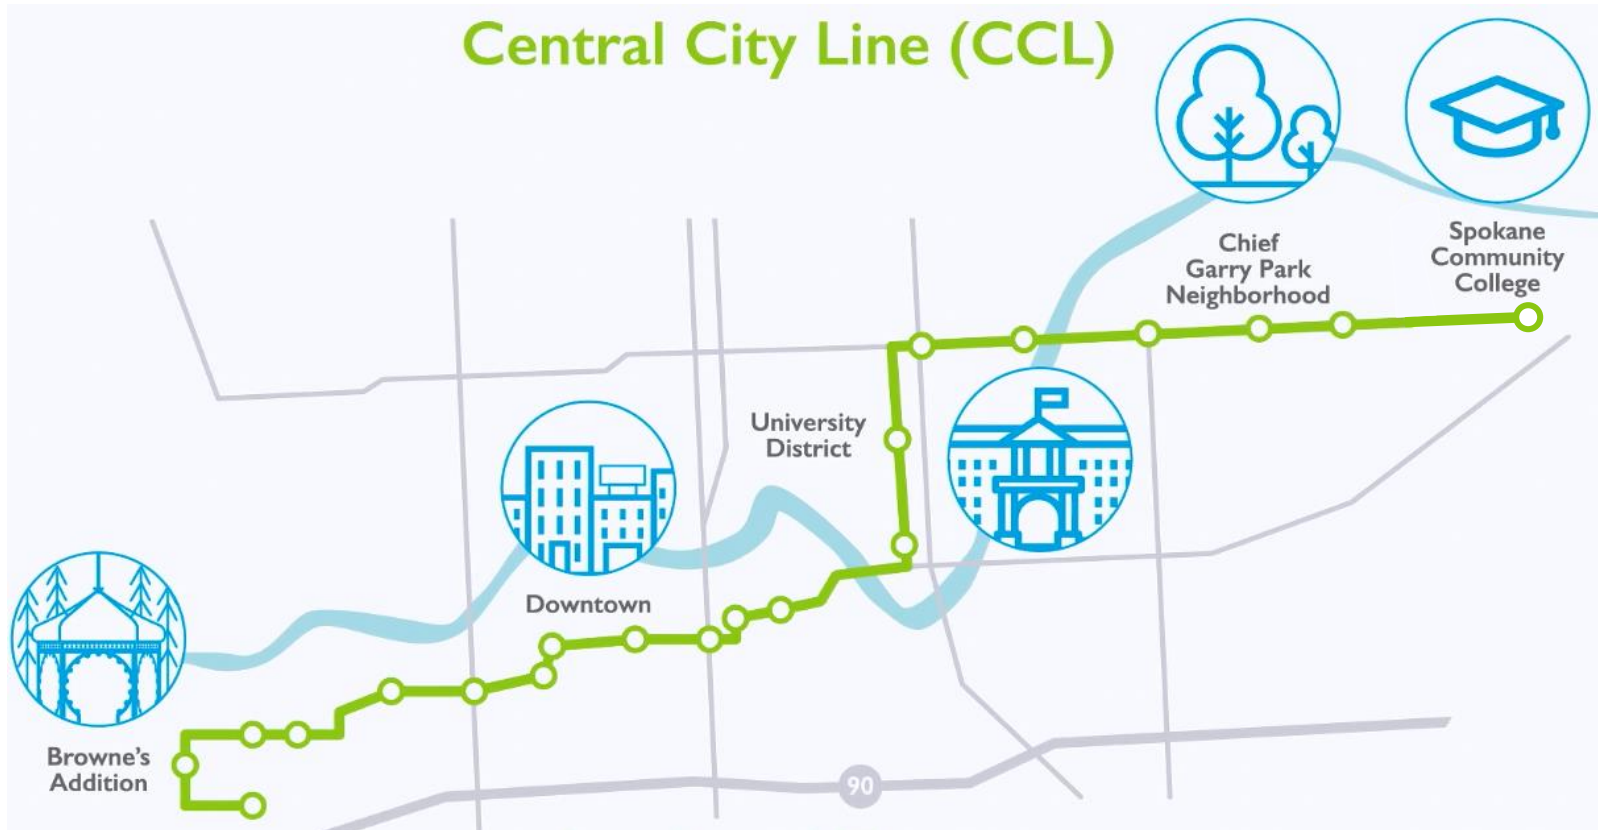 Central City Line (CCL)
Chief
Garry Park
Neighborhood
Spokane
Community
College
University
District
Downtown
Browne's
Addition
90